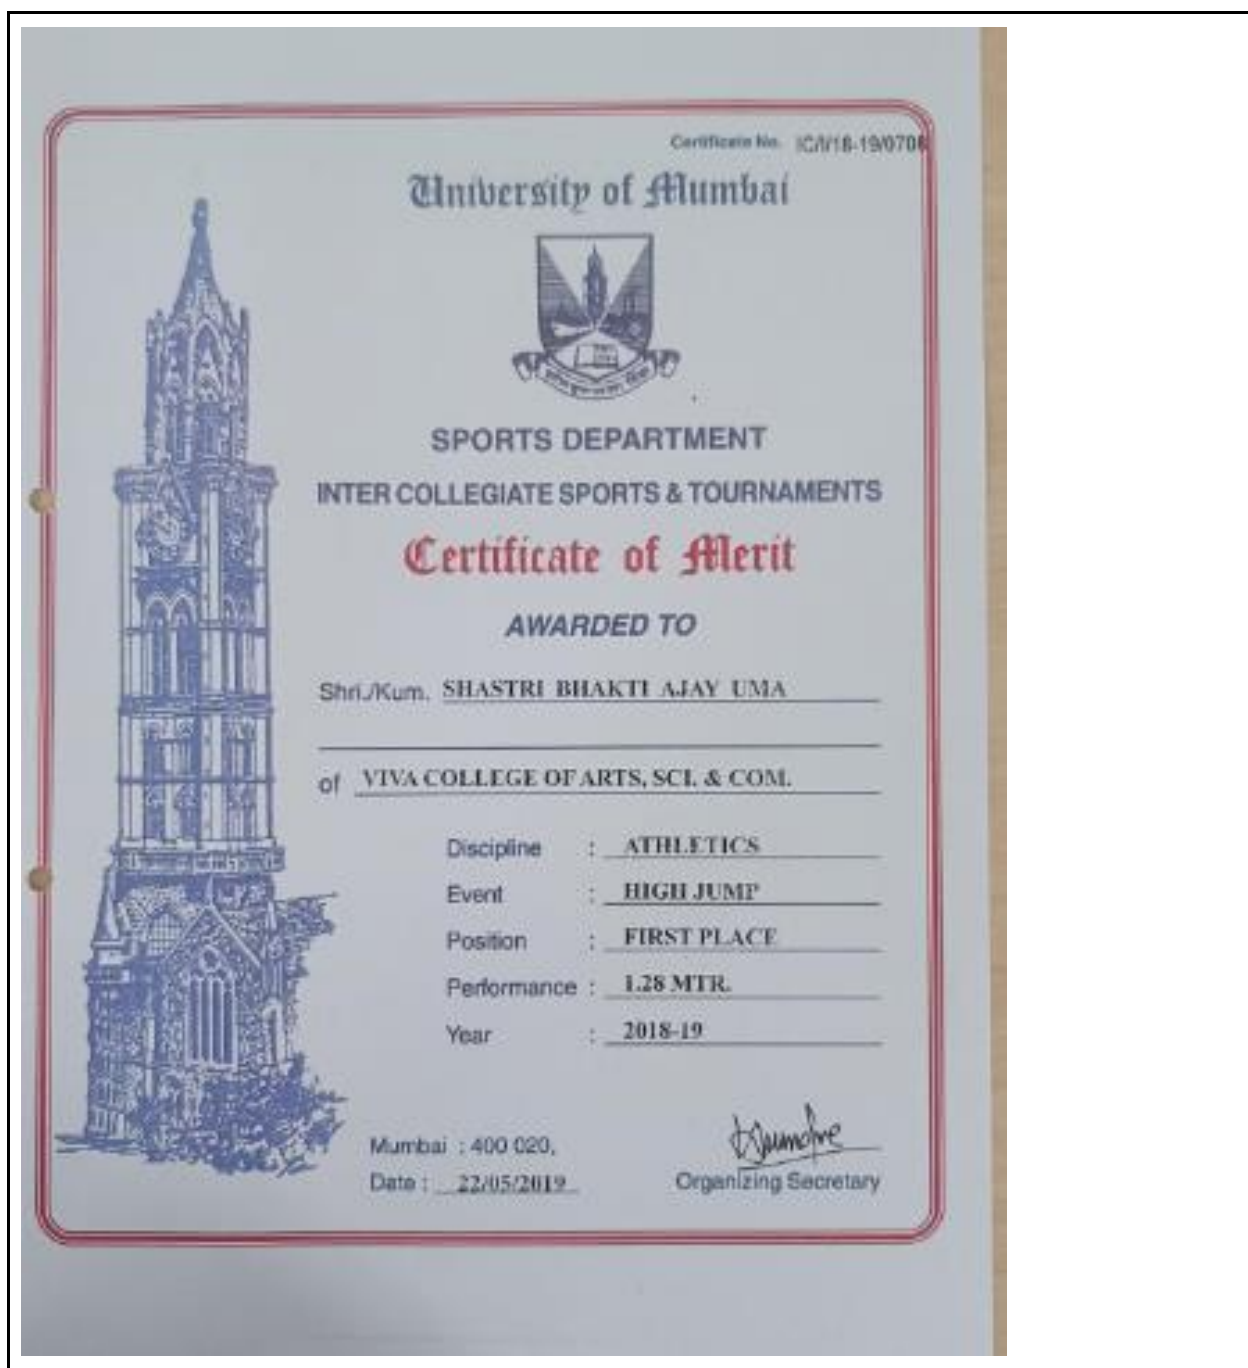 Certificate No. IC/I/18-19/0708
University of Mumbai
SPORTS DEPARTMENT
INTER COLLEGIATE SPORTS & TOURNAMENTS
Certificate of Merit
AWARDED TO
Shri./Kum. SHASTRI BHAKTI AJAY UMA
of VIVA COLLEGE OF ARTS, SCI. & COM.
Discipline : ATHLETICS
Event : HIGH JUMP
Position : FIRST PLACE
Performance : 1.28 MTR.
Year : 2018-19
Mumbai : 400 020,
Date : 22/05/2019
Organizing Secretary